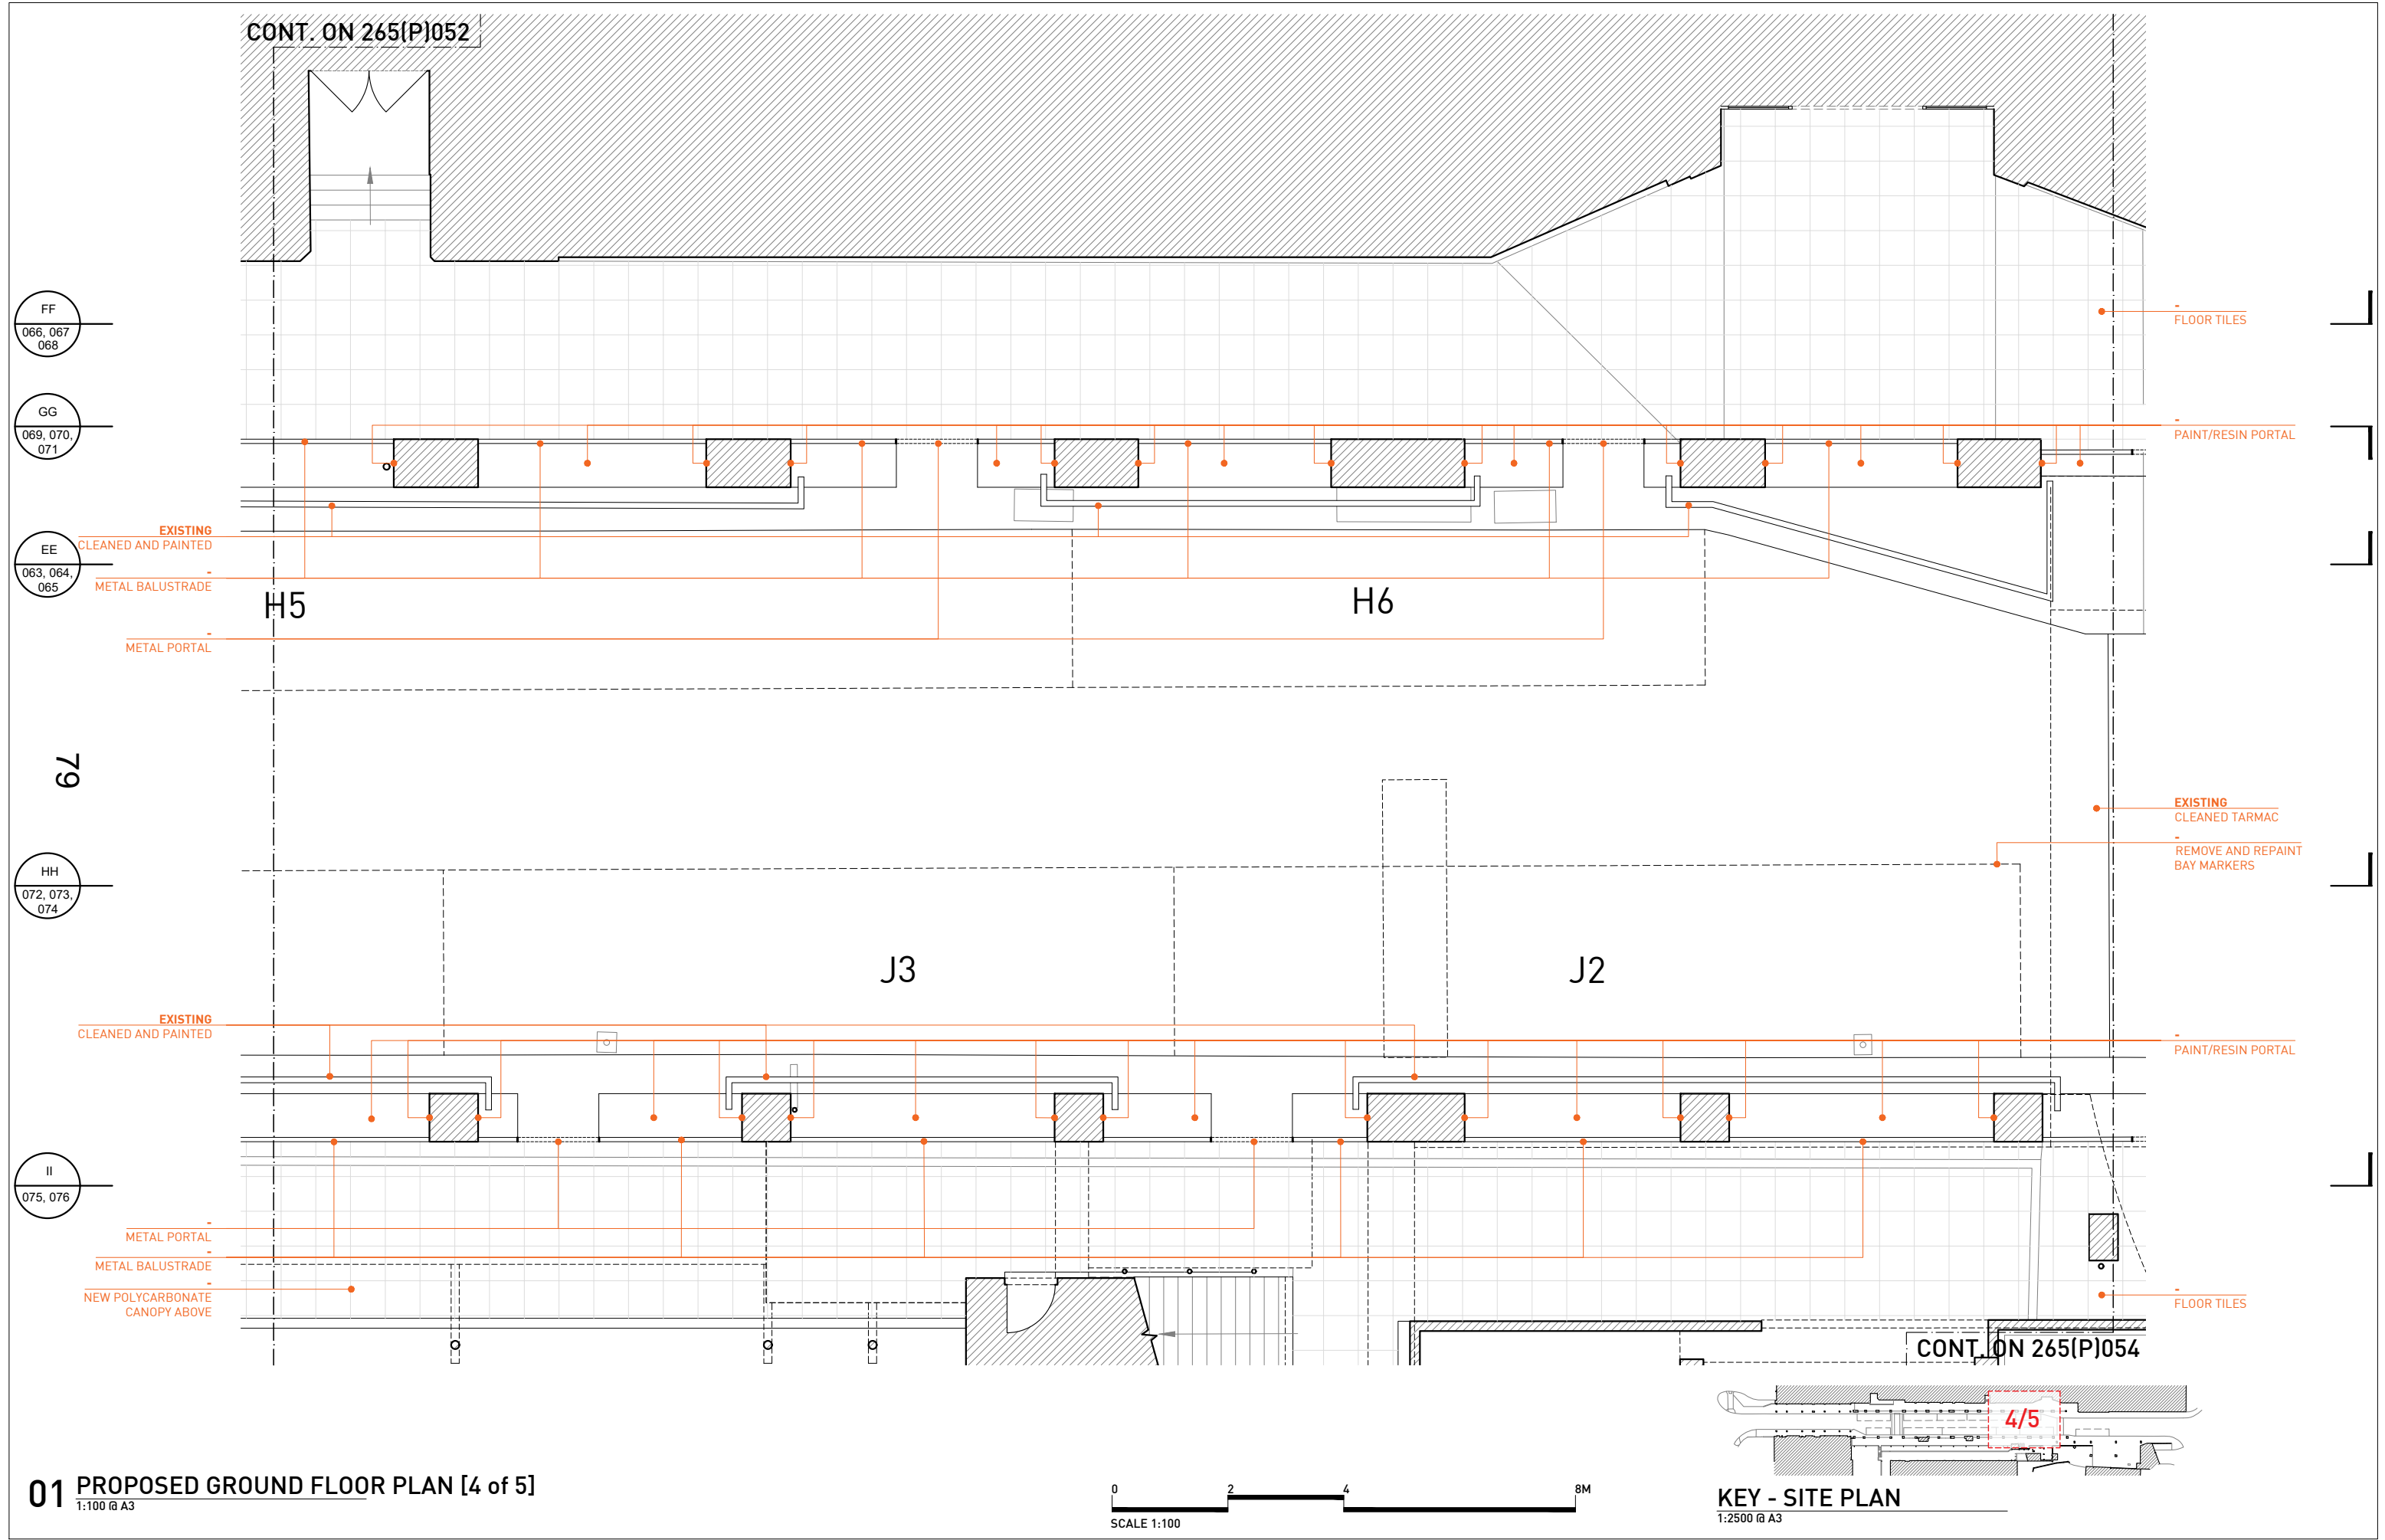 CONT. ON 265(P)052
FF
066, 067
068
-
FLOOR TILES
GG
069, 070,
071
-
PAINT/RESIN PORTAL
EXISTING
CLEANED AND PAINTED
EE
063, 064,
065
-
METAL BALUSTRADE
H5
H6
-
METAL PORTAL
79
EXISTING
CLEANED TARMAC
-
REMOVE AND REPAINT
BAY MARKERS
HH
072, 073,
074
J3
J2
EXISTING
CLEANED AND PAINTED
-
PAINT/RESIN PORTAL
II
075, 076
-
METAL PORTAL
-
METAL BALUSTRADE
-
NEW POLYCARBONATE
CANOPY ABOVE
-
FLOOR TILES
CONT. ON 265(P)054
4/5
01 PROPOSED GROUND FLOOR PLAN [4 of 5]
1:100 @ A3
0 2 4 8M
SCALE 1:100
KEY - SITE PLAN
1:2500 @ A3